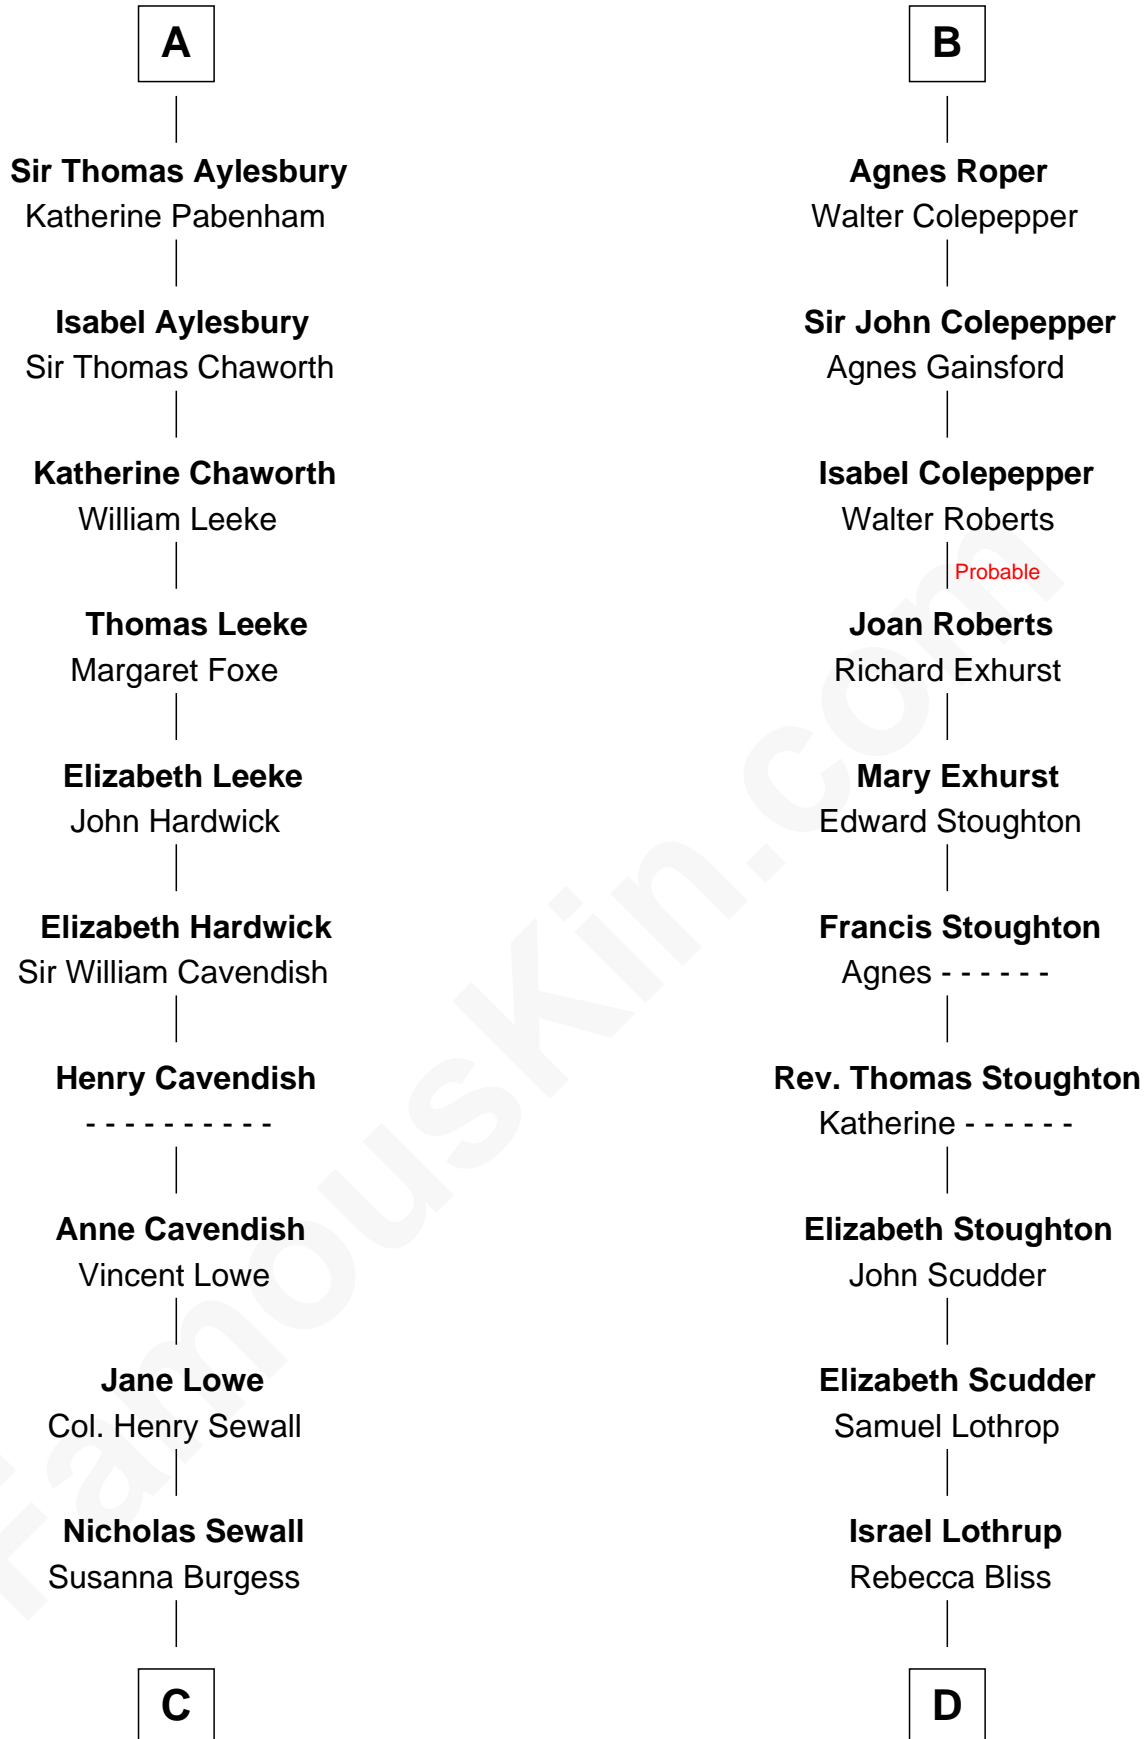 A
Sir Thomas Aylesbury
Katherine Pabenham
Isabel Aylesbury
Sir Thomas Chaworth
Katherine Chaworth
William Leeke
Thomas Leeke
Margaret Foxe
Elizabeth Leeke
John Hardwick
Elizabeth Hardwick
Sir William Cavendish
Henry Cavendish
- - - - - - - - - -
Anne Cavendish
Vincent Lowe
Jane Lowe
Col. Henry Sewall
Nicholas Sewall
Susanna Burgess
C
B
Agnes Roper
Walter Colepepper
Sir John Colepepper
Agnes Gainsford
Isabel Colepepper
Walter Roberts
Probable
Joan Roberts
Richard Exhurst
Mary Exhurst
Edward Stoughton
Francis Stoughton
Agnes - - - - - -
Rev. Thomas Stoughton
Katherine - - - - - -
Elizabeth Stoughton
John Scudder
Elizabeth Scudder
Samuel Lothrop
Israel Lothrup
Rebecca Bliss
D
FamousKin.com